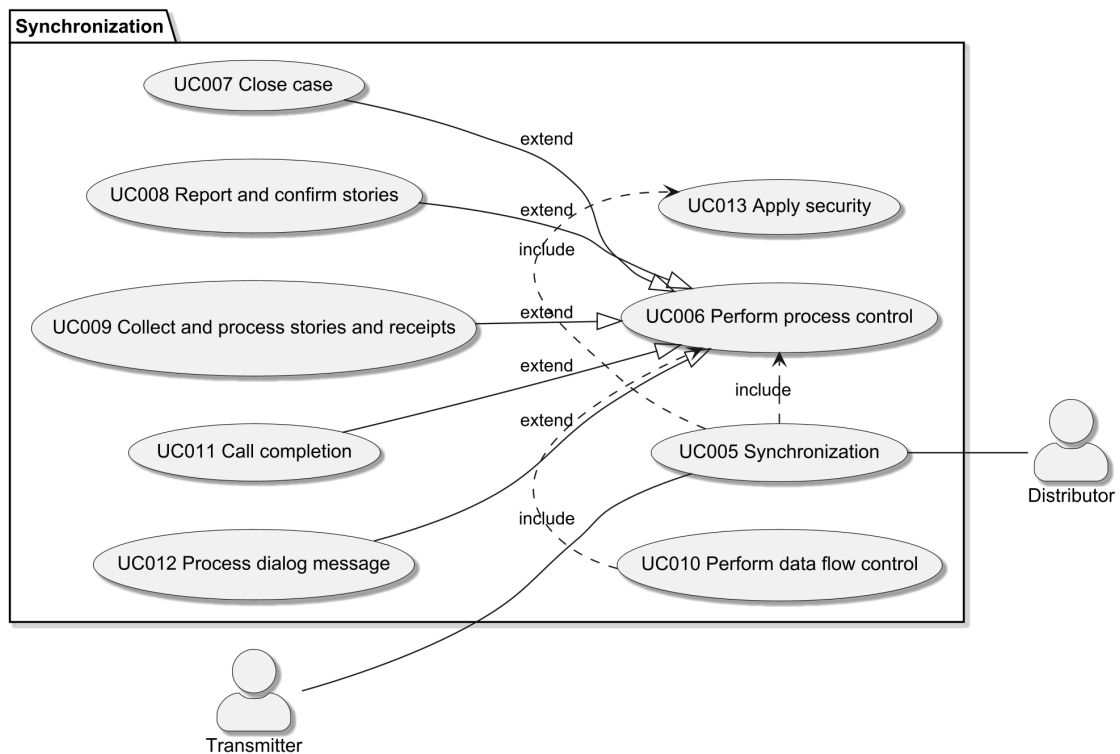 Synchronization
UC007 Close case
extend
UC008 Report and confirm stories
extend
UC013 Apply security
include
UC009 Collect and process stories and receipts
extend
UC006 Perform process control
extend
include
UC011 Call completion
extend
UC005 Synchronization
Distributor
include
UC012 Process dialog message
UC010 Perform data flow control
Transmitter